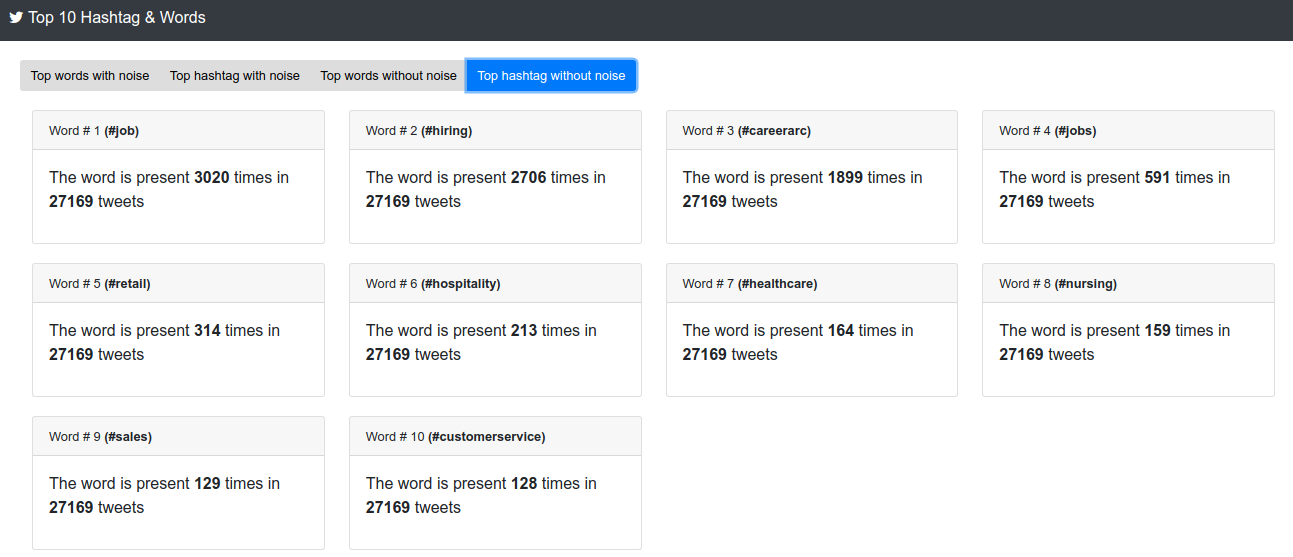 Top 10 Hashtag & Words
Top words with noise Top hashtag with noise Top words without noise Top hashtag without noise
Word # 1 (#job)
The word is present 3020 times in
27169 tweets
Word # 2 (#hiring)
The word is present 2706 times in
27169 tweets
Word # 3 (#careerarc)
The word is present 1899 times in
27169 tweets
Word # 4 (#jobs)
The word is present 591 times in
27169 tweets
Word # 5 (#retail)
The word is present 314 times in
27169 tweets
Word # 6 (#hospitality)
The word is present 213 times in
27169 tweets
Word # 7 (#healthcare)
The word is present 164 times in
27169 tweets
Word # 8 (#nursing)
The word is present 159 times in
27169 tweets
Word # 9 (#sales)
The word is present 129 times in
27169 tweets
Word # 10 (#customerservice)
The word is present 128 times in
27169 tweets